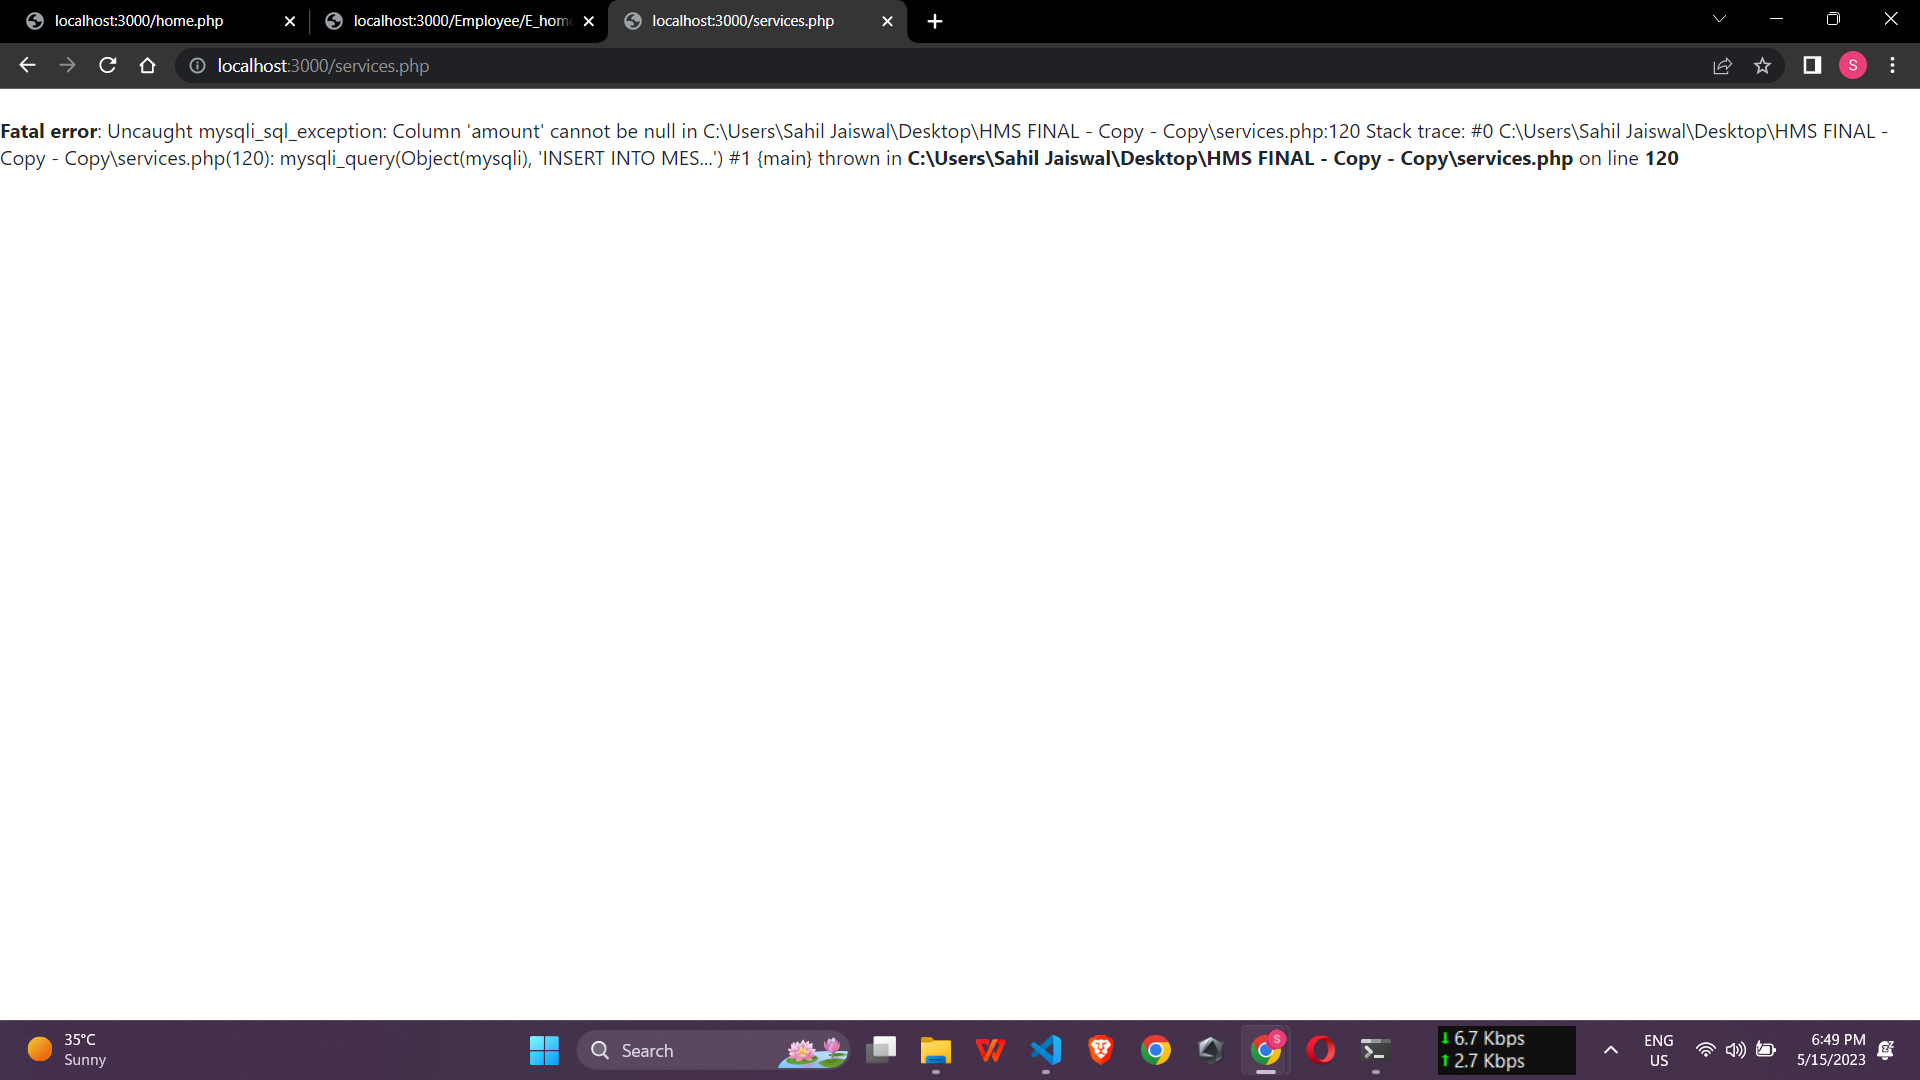 localhost:3000/home.php
localhost:3000/Employee/E_hom
localhost:3000/services.php
localhost:3000/services.php
S
Fatal error: Uncaught mysqli_sql_exception: Column 'amount' cannot be null in C:\Users\Sahil Jaiswal\Desktop\HMS FINAL - Copy - Copy\services.php:120 Stack trace: #0 C:\Users\Sahil Jaiswal\Desktop\HMS FINAL -
Copy - Copy\services.php(120): mysqli_query(Object(mysqli), 'INSERT INTO MES...') #1 {main} thrown in C:\Users\Sahil Jaiswal\Desktop\HMS FINAL - Copy - Copy\services.php on line 120
35°C
Sunny
Search
S
6.7 Kbps
2.7 Kbps
ENG
US
6:49 PM
5/15/2023